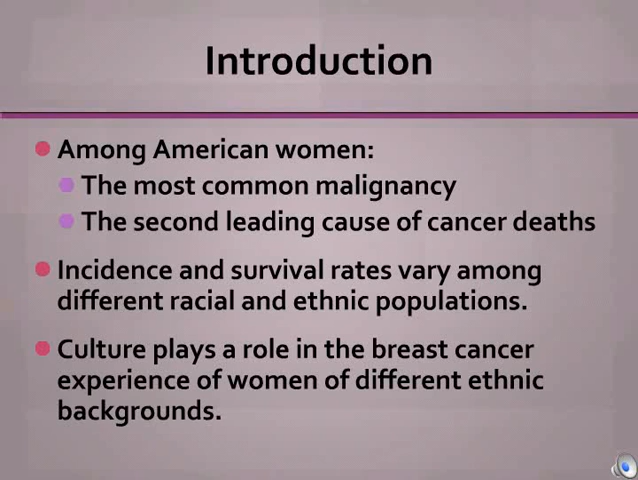 Introduction
Among American women:
The most common malignancy
The second leading cause of cancer deaths
Incidence and survival rates vary among
different racial and ethnic populations.
Culture plays a role in the breast cancer
experience of women of different ethnic
backgrounds.